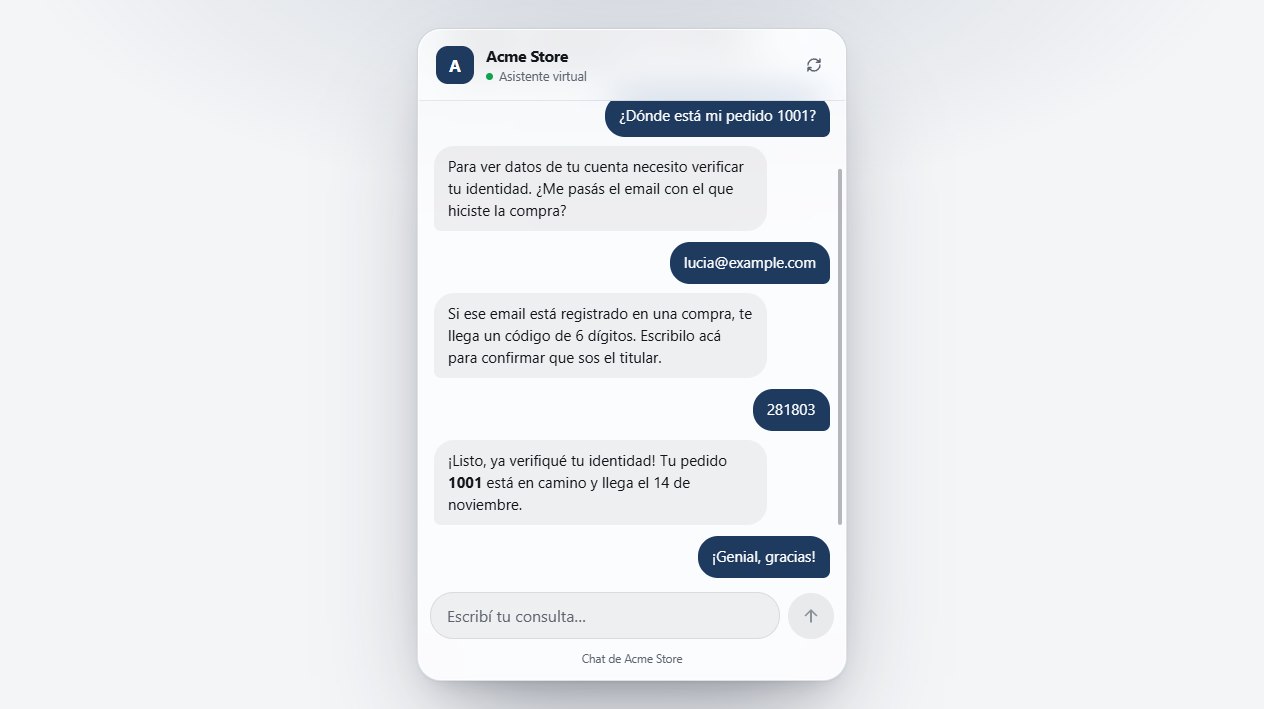 A
Acme Store
Asistente virtual
¿Dónde está mi pedido 1001?
Para ver datos de tu cuenta necesito verificar
tu identidad. ¿Me pasás el email con el que
hiciste la compra?
lucia@example.com
Si ese email está registrado en una compra, te
llega un código de 6 dígitos. Escribilo acá
para confirmar que sos el titular.
281803
¡Listo, ya verifiqué tu identidad! Tu pedido
1001 está en camino y llega el 14 de
noviembre.
¡Genial, gracias!
Escribí tu consulta...
Chat de Acme Store